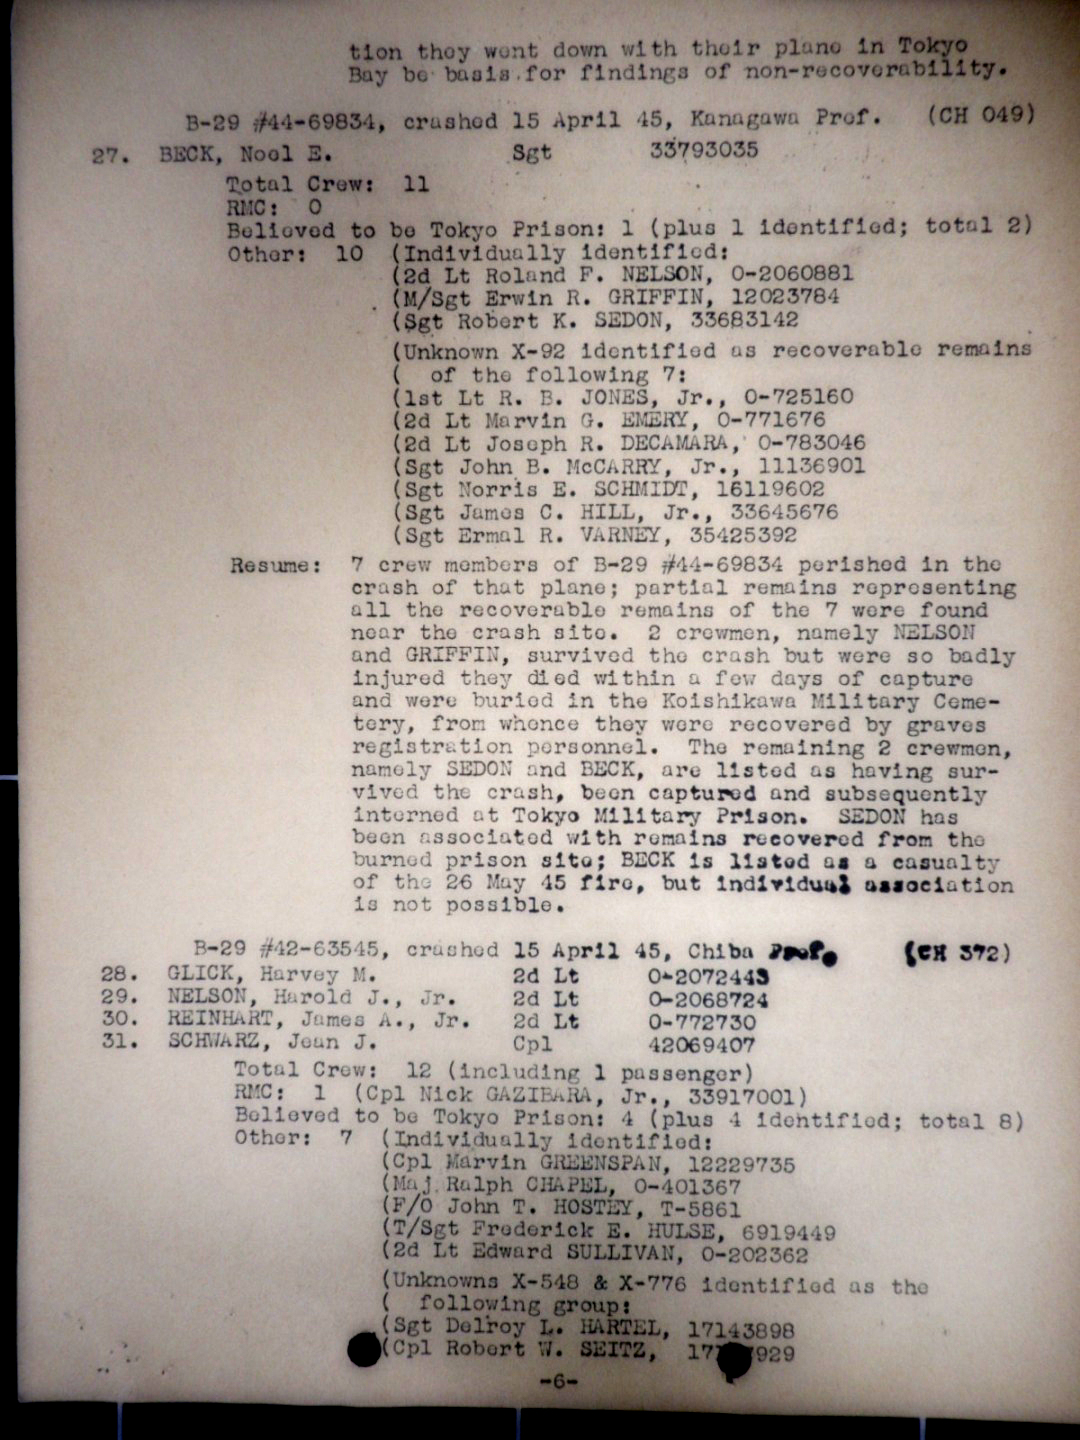 tion they went down with their plane in Tokyo
Bay be basis for findings of non-recoverability.
B-29 #44-69834, crashed 15 April 45, Kanagawa Pref. (CH 049)
27. BECK, Noel E. Sgt 33793035
Total Crew: 11
RMC: 0
Believed to be Tokyo Prison: 1 (plus 1 identified; total 2)
Other: 10 (Individually identified:
(2d Lt Roland F. NELSON, O-2060881
(M/Sgt Erwin R. GRIFFIN, 12023784
(Sgt Robert K. SEDON, 33683142
(Unknown X-92 identified as recoverable remains
( of the following 7:
(1st Lt R. B. JONES, Jr., O-725160
(2d Lt Marvin G. EMERY, O-771676
(2d Lt Joseph R. DECAMARA, O-783046
(Sgt John B. McCARRY, Jr., 11136901
(Sgt Norris E. SCHMIDT, 16119602
(Sgt James C. HILL, Jr., 33645676
(Sgt Ermal R. VARNEY, 35425392
Resume: 7 crew members of B-29 #44-69834 perished in the
crash of that plane; partial remains representing
all the recoverable remains of the 7 were found
near the crash site. 2 crewmen, namely NELSON
and GRIFFIN, survived the crash but were so badly
injured they died within a few days of capture
and were buried in the Koishikawa Military Ceme-
tery, from whence they were recovered by graves
registration personnel. The remaining 2 crewmen,
namely SEDON and BECK, are listed as having sur-
vived the crash, been captured and subsequently
interned at Tokyo Military Prison. SEDON has
been associated with remains recovered from the
burned prison site; BECK is listed as a casualty
of the 26 May 45 fire, but individual association
is not possible.
B-29 #42-63545, crashed 15 April 45, Chiba Pref. (CH 372)
28. GLICK, Harvey M. 2d Lt O-2072443
29. NELSON, Harold J., Jr. 2d Lt O-2068724
30. REINHART, James A., Jr. 2d Lt O-772730
31. SCHWARZ, Jean J. Cpl 42069407
Total Crew: 12 (including 1 passenger)
RMC: 1 (Cpl Nick GAZIBARA, Jr., 33917001)
Believed to be Tokyo Prison: 4 (plus 4 identified; total 8)
Other: 7 (Individually identified:
(Cpl Marvin GREENSPAN, 12229735
(Maj Ralph CHAPEL, O-401367
(F/O John T. HOSTEY, T-5861
(T/Sgt Frederick E. HULSE, 6919449
(2d Lt Edward SULLIVAN, O-202362
(Unknowns X-548 & X-776 identified as the
( following group:
(Sgt Delroy L. HARTEL, 17143898
(Cpl Robert W. SEITZ,
-6-